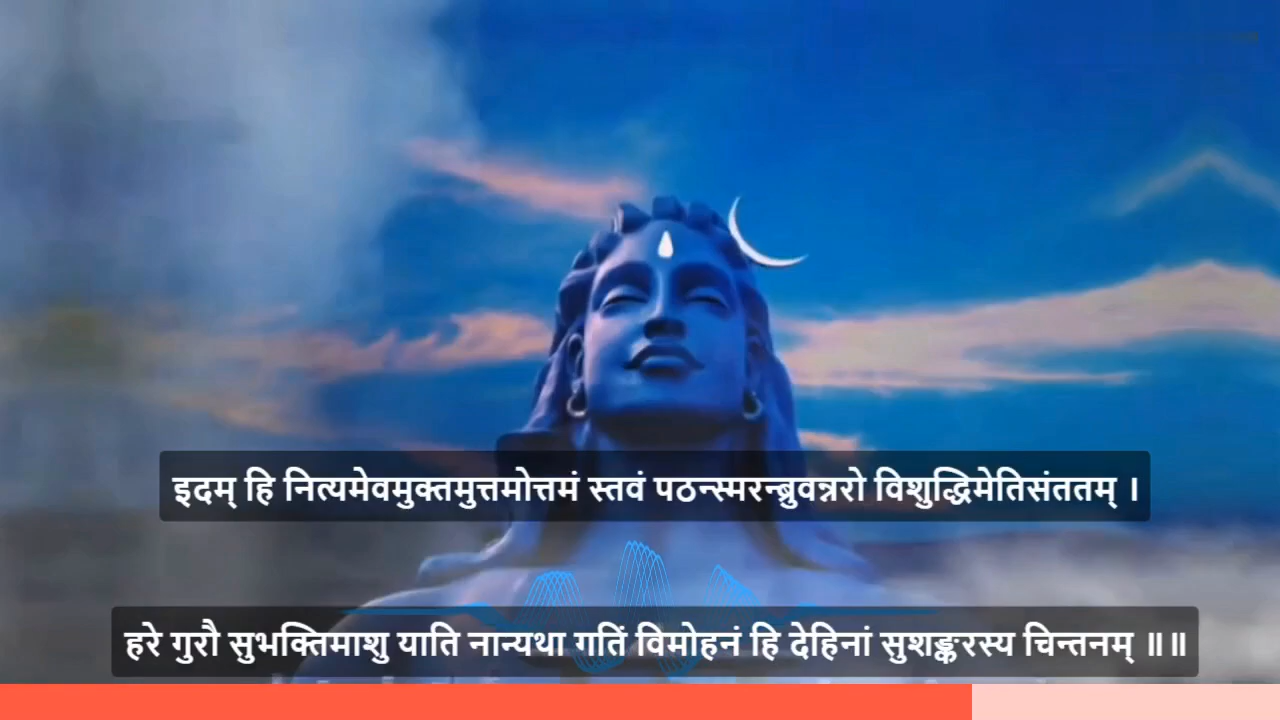 इदम् हि नित्यमेवमुक्तमुत्तमोत्तमं स्तवं पठन्स्मरन्ब्रुवन्नरो विशुद्धिमेतिसंततम् ।
हरे गुरौ सुभक्तिमाशु याति नान्यथा गतिं विमोहनं हि देहिनां सुशङ्करस्य चिन्तनम् ॥॥